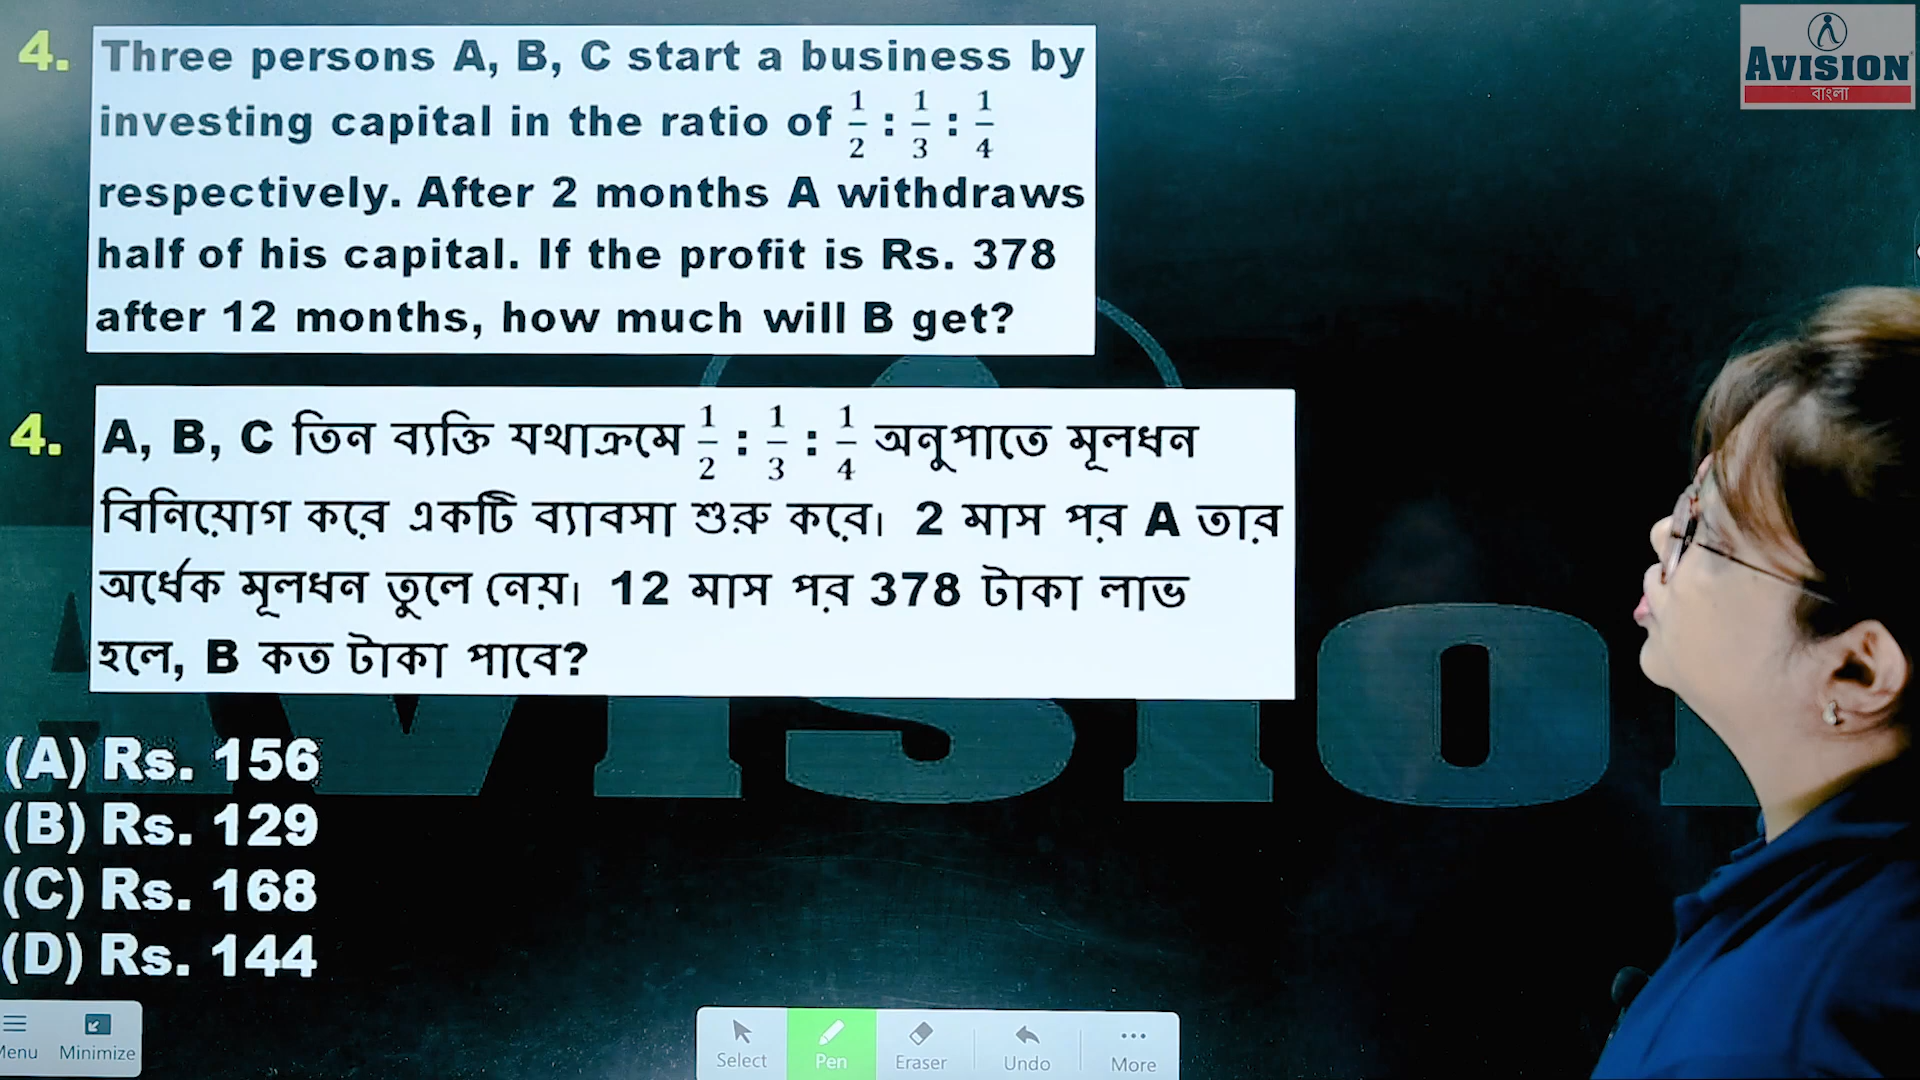 AVISION
বাংলা
4. Three persons A, B, C start a business by
investing capital in the ratio of 1/2 : 1/3 : 1/4
respectively. After 2 months A withdraws
half of his capital. If the profit is Rs. 378
after 12 months, how much will B get?
4. A, B, C তিন ব্যক্তি যথাক্রমে 1/2 : 1/3 : 1/4 অনুপাতে মূলধন
বিনিয়োগ করে একটি ব্যাবসা শুরু করে। 2 মাস পর A তার
অর্ধেক মূলধন তুলে নেয়। 12 মাস পর 378 টাকা লাভ
হলে, B কত টাকা পাবে?
(A) Rs. 156
(B) Rs. 129
(C) Rs. 168
(D) Rs. 144
Menu Minimize Select Pen Eraser Undo More